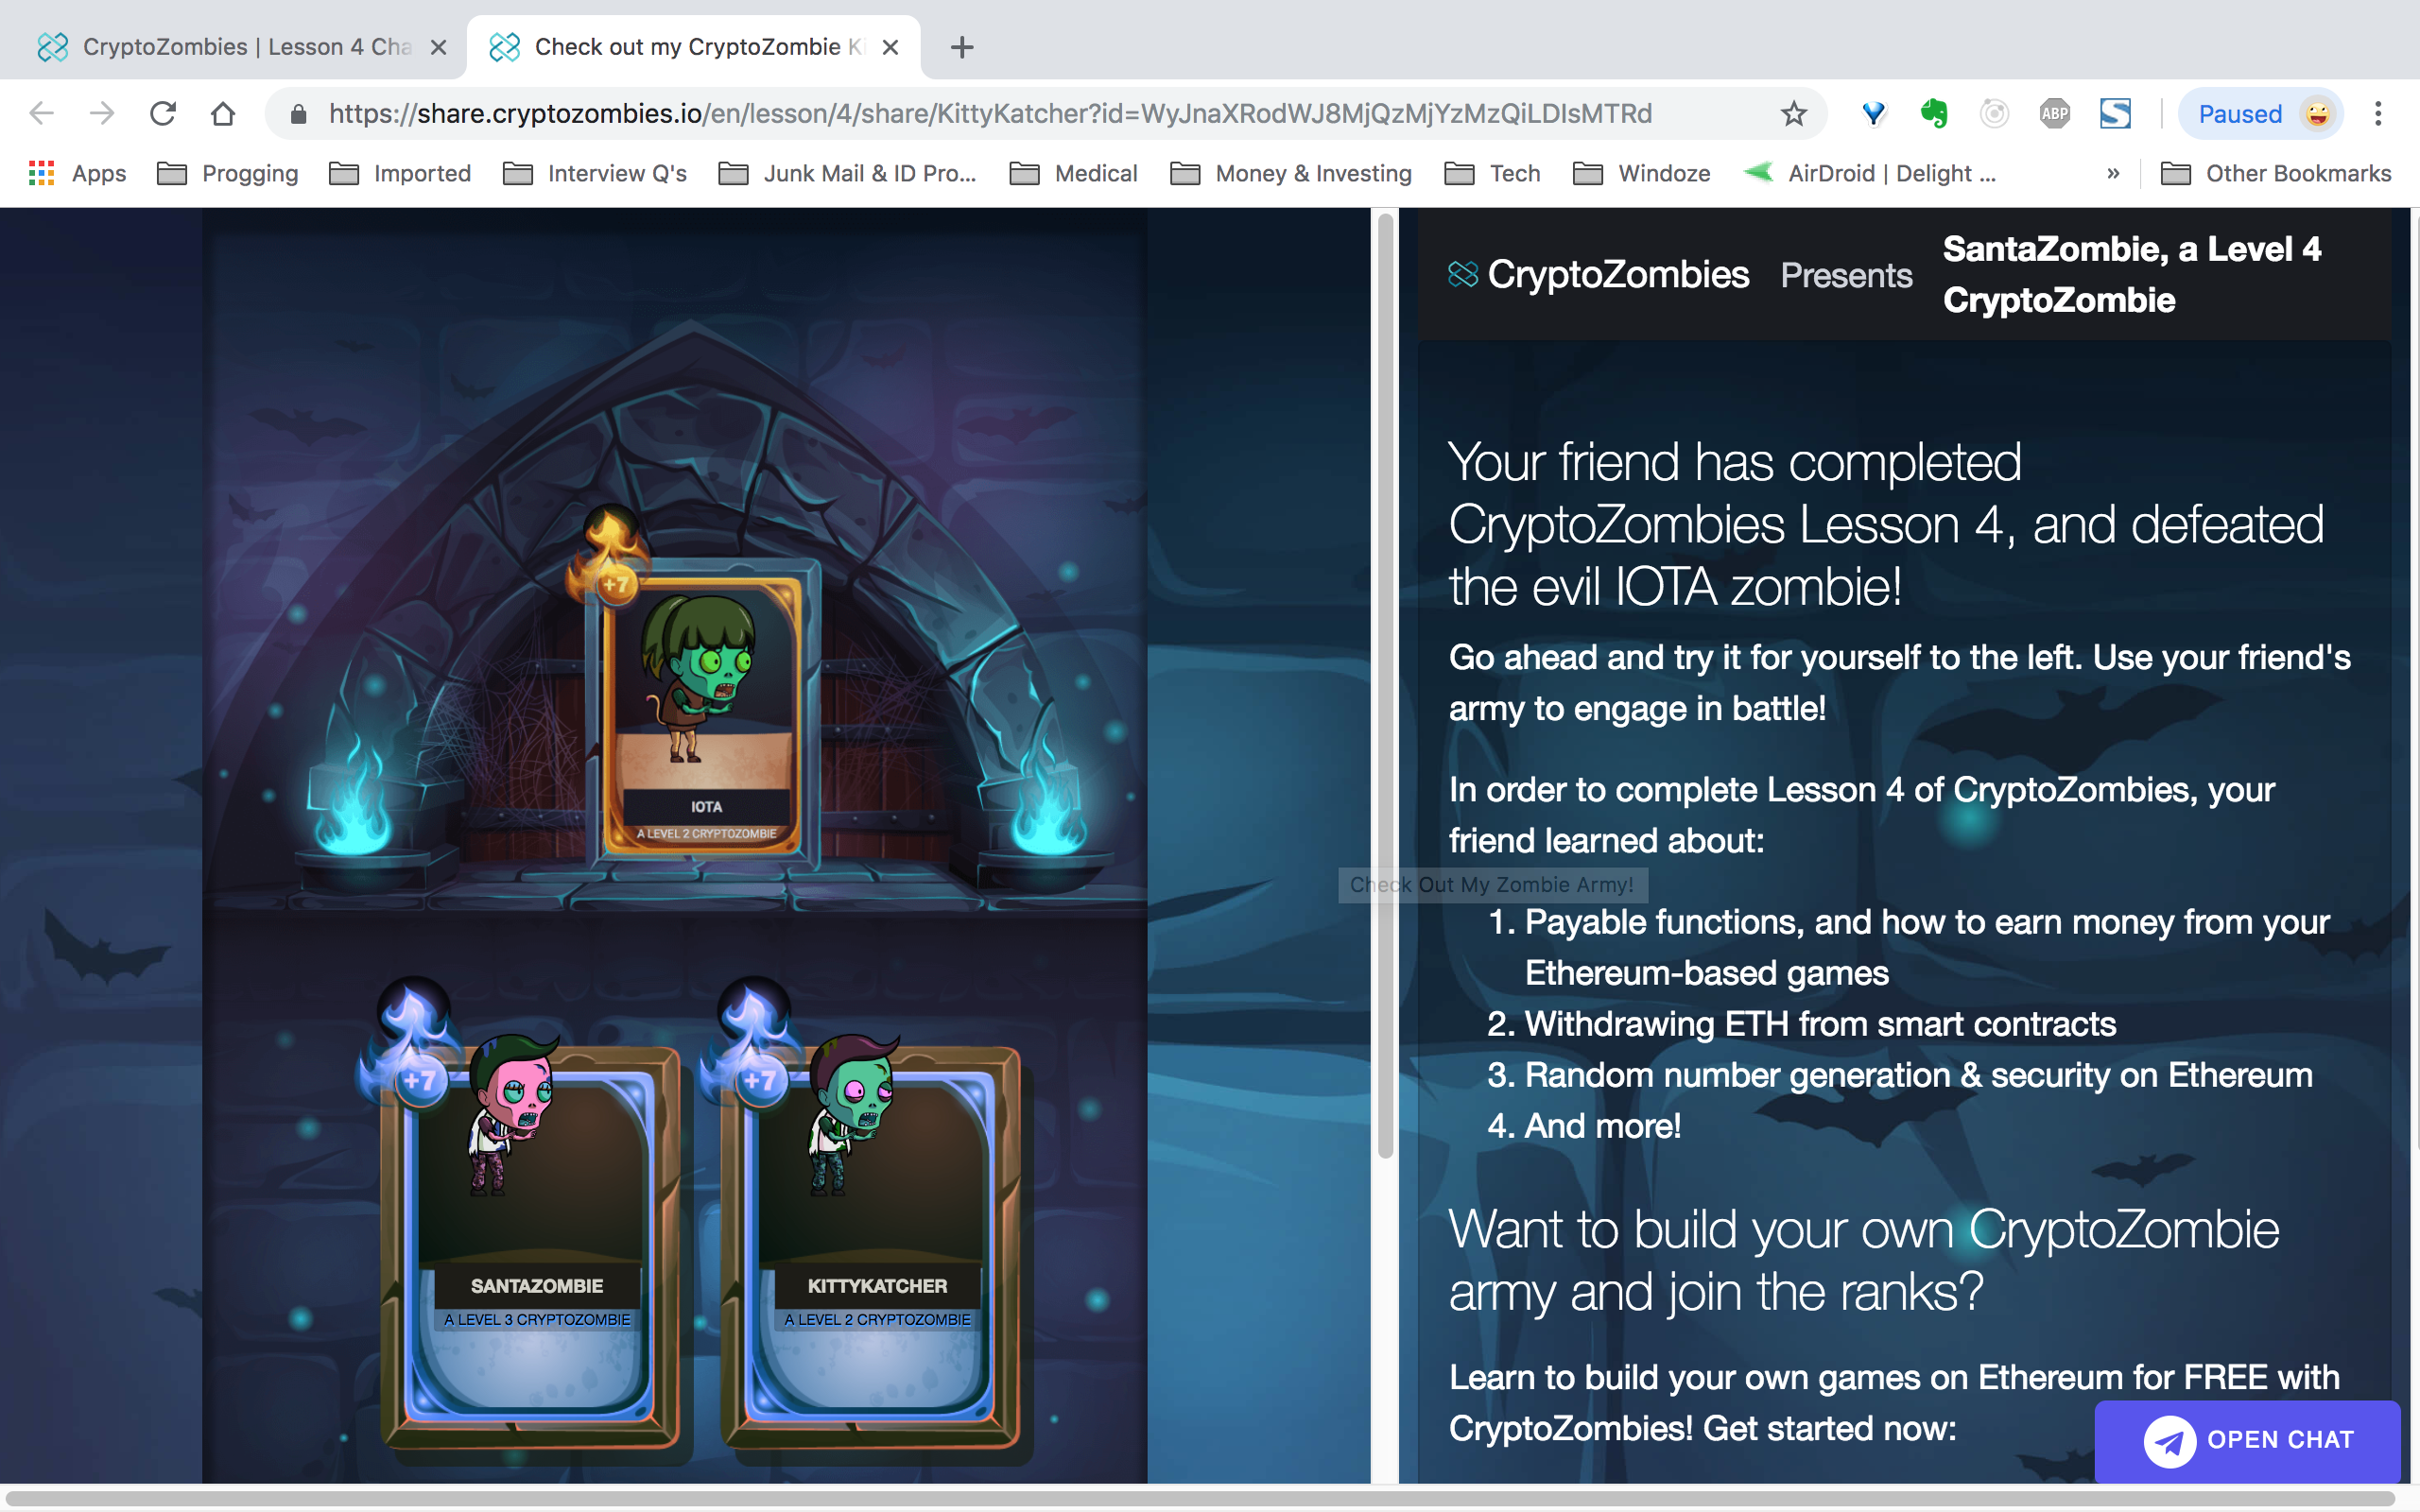 CryptoZombies | Lesson 4 Cha
Check out my CryptoZombie Ki
https://share.cryptozombies.io/en/lesson/4/share/KittyKatcher?id=WyJnaXRodWJ8MjQzMjYzMzQiLDIsMTRd
ABP
S
Paused
Apps
Progging
Imported
Interview Q's
Junk Mail & ID Pro...
Medical
Money & Investing
Tech
Windoze
AirDroid | Delight ...
»
Other Bookmarks
+7
IOTA
A LEVEL 2 CRYPTOZOMBIE
+7
SANTAZOMBIE
A LEVEL 3 CRYPTOZOMBIE
+7
KITTYKATCHER
A LEVEL 2 CRYPTOZOMBIE
Check Out My Zombie Army!
CryptoZombies Presents
SantaZombie, a Level 4
CryptoZombie
Your friend has completed
CryptoZombies Lesson 4, and defeated
the evil IOTA zombie!
Go ahead and try it for yourself to the left. Use your friend's
army to engage in battle!
In order to complete Lesson 4 of CryptoZombies, your
friend learned about:
1. Payable functions, and how to earn money from your
Ethereum-based games
2. Withdrawing ETH from smart contracts
3. Random number generation & security on Ethereum
4. And more!
Want to build your own CryptoZombie
army and join the ranks?
Learn to build your own games on Ethereum for FREE with
CryptoZombies! Get started now:
OPEN CHAT